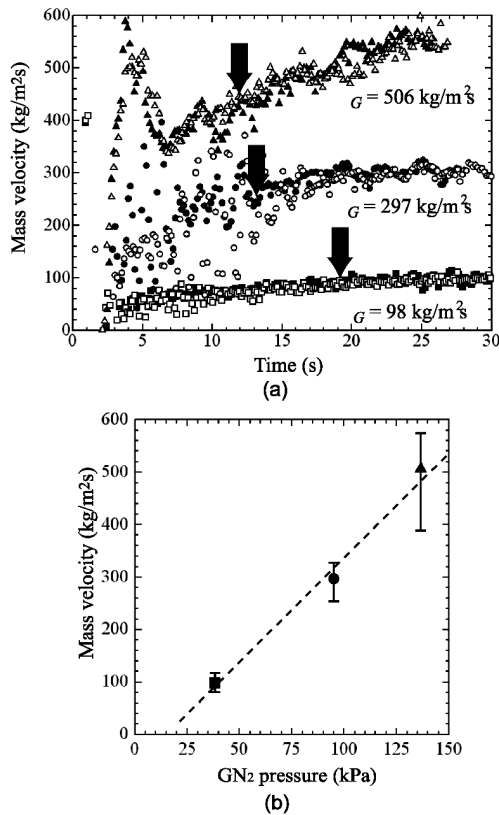 600
500
400
300
200
100
0
Mass velocity (kg/m2s)
G = 506 kg/m²s
G = 297 kg/m²s
G = 98 kg/m²s
0 5 10 15 20 25 30
Time (s)
(a)
600
500
400
300
200
100
0
Mass velocity (kg/m2s)
0 25 50 75 100 125 150
GN2 pressure (kPa)
(b)